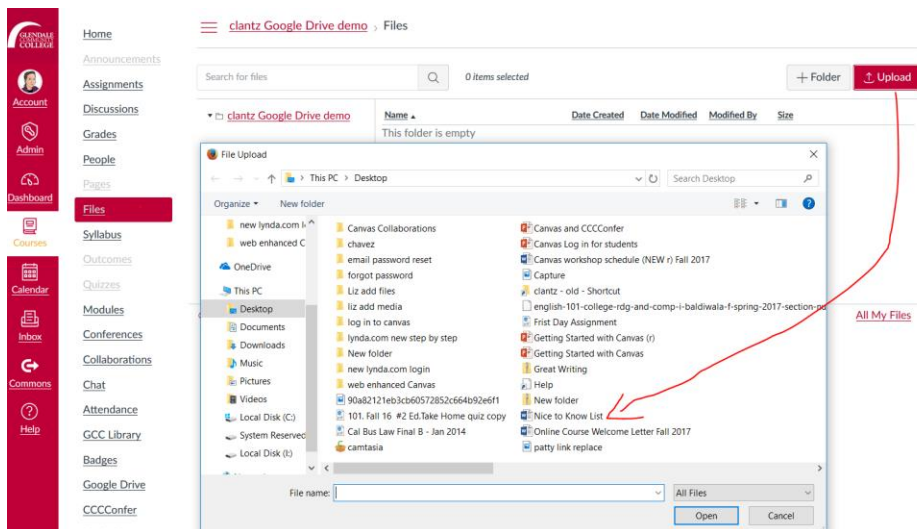 GLENDALE
COMMUNITY
COLLEGE
Account
Admin
Dashboard
Courses
Calendar
Inbox
Commons
Help
Home
Announcements
Assignments
Discussions
Grades
People
Pages
Files
Syllabus
Outcomes
Quizzes
Modules
Conferences
Collaborations
Chat
Attendance
GCC Library
Badges
Google Drive
CCCConfer
clantz Google Drive demo › Files
Search for files
0 items selected
+ Folder
Upload
clantz Google Drive demo
Name Date Created Date Modified Modified By Size
This folder is empty
All My Files
File Upload
This PC > Desktop
Search Desktop
Organize New folder
new lynda.com l
web enhanced C
OneDrive
This PC
Desktop
Documents
Downloads
Music
Pictures
Videos
Local Disk (C:)
System Reserved
Local Disk (I:)
Canvas Collaborations
chavez
email password reset
forgot password
Liz add files
liz add media
log in to canvas
lynda.com new step by step
New folder
new lynda.com login
web enhanced Canvas
90a82121eb3cb60572852c664b92e6f1
101. Fall 16 #2 Ed.Take Home quiz copy
Cal Bus Law Final B - Jan 2014
camtasia
Canvas and CCCConfer
Canvas Log in for students
Canvas workshop schedule (NEW r) Fall 2017
Capture
clantz - old - Shortcut
english-101-college-rdg-and-comp-i-baldiwala-f-spring-2017-section-no
Frist Day Assignment
Getting Started with Canvas (r)
Getting Started with Canvas
Great Writing
Help
New folder
Nice to Know List
Online Course Welcome Letter Fall 2017
patty link replace
File name:
All Files
Open Cancel